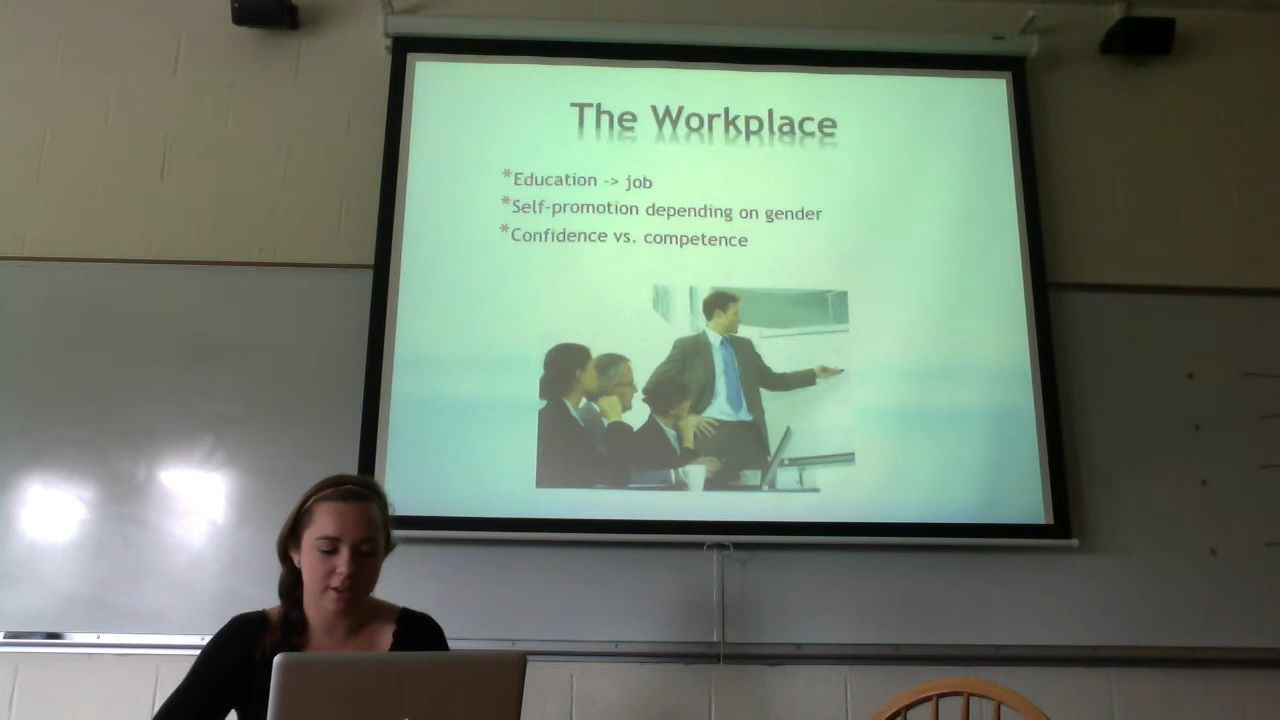 The Workplace
*Education -> job
*Self-promotion depending on gender
*Confidence vs. competence